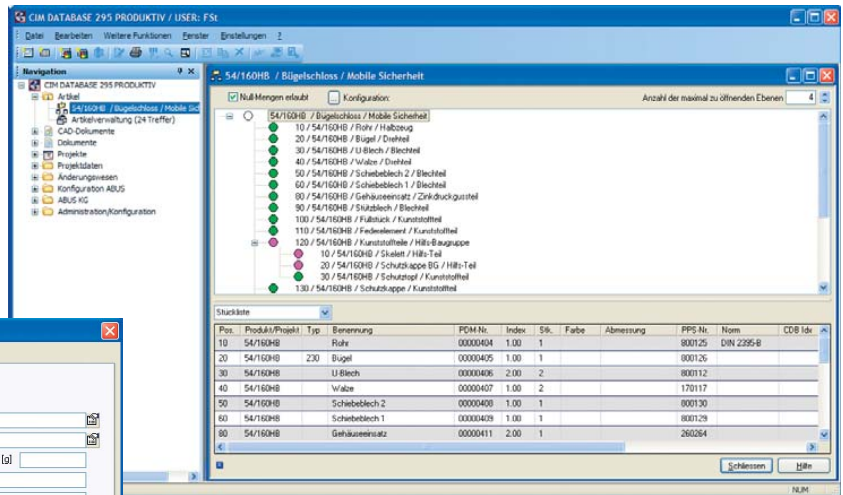 CIM DATABASE 295 PRODUKTIV / USER: FSt
Datei Bearbeiten Weitere Funktionen Fenster Einstellungen ?
Navigation
CIM DATABASE 295 PRODUKTIV
Artikel
54/160HB / Bügelschloss / Mobile Sich
Artikelverwaltung (24 Treffer)
CAD-Dokumente
Dokumente
Projekte
Projektdaten
Änderungswesen
Konfiguration ABUS
ABUS KG
Administration/Konfiguration
54/160HB / Bügelschloss / Mobile Sicherheit
Null-Mengen erlaubt ... Konfiguration: Anzahl der maximal zu öffnenden Ebenen 4
54/160HB / Bügelschloss / Mobile Sicherheit
10 / 54/160HB / Rohr / Halbzeug
20 / 54/160HB / Bügel / Drehteil
30 / 54/160HB / U-Blech / Blechteil
40 / 54/160HB / Walze / Drehteil
50 / 54/160HB / Schiebeblech 2 / Blechteil
60 / 54/160HB / Schiebeblech 1 / Blechteil
80 / 54/160HB / Gehäuseeinsatz / Zinkdruckgussteil
90 / 54/160HB / Stützblech / Blechteil
100 / 54/160HB / Füllstück / Kunststoffteil
110 / 54/160HB / Federelement / Kunststoffteil
120 / 54/160HB / Kunststoffteile / Hilfs-Baugruppe
10 / 54/160HB / Skelett / Hilfs-Teil
20 / 54/160HB / Schutzkappe BG / Hilfs-Teil
30 / 54/160HB / Schutztopf / Kunststoffteil
130 / 54/160HB / Schutzkappe / Kunststoffteil
Stückliste
Pos. Produkt/Projekt Typ Benennung PDM-Nr. Index Stk. Farbe Abmessung PPS-Nr. Norm CDB Idx
10 54/160HB Rohr 00000404 1.00 1 800125 DIN 2395-B
20 54/160HB 230 Bügel 00000405 1.00 1 800126
30 54/160HB U-Blech 00000406 2.00 2 800112
40 54/160HB Walze 00000407 1.00 2 170117
50 54/160HB Schiebeblech 2 00000408 1.00 1 800130
60 54/160HB Schiebeblech 1 00000409 1.00 1 800129
80 54/160HB Gehäuseeinsatz 00000411 2.00 1 260264
[g]
Schliessen Hilfe
NUM